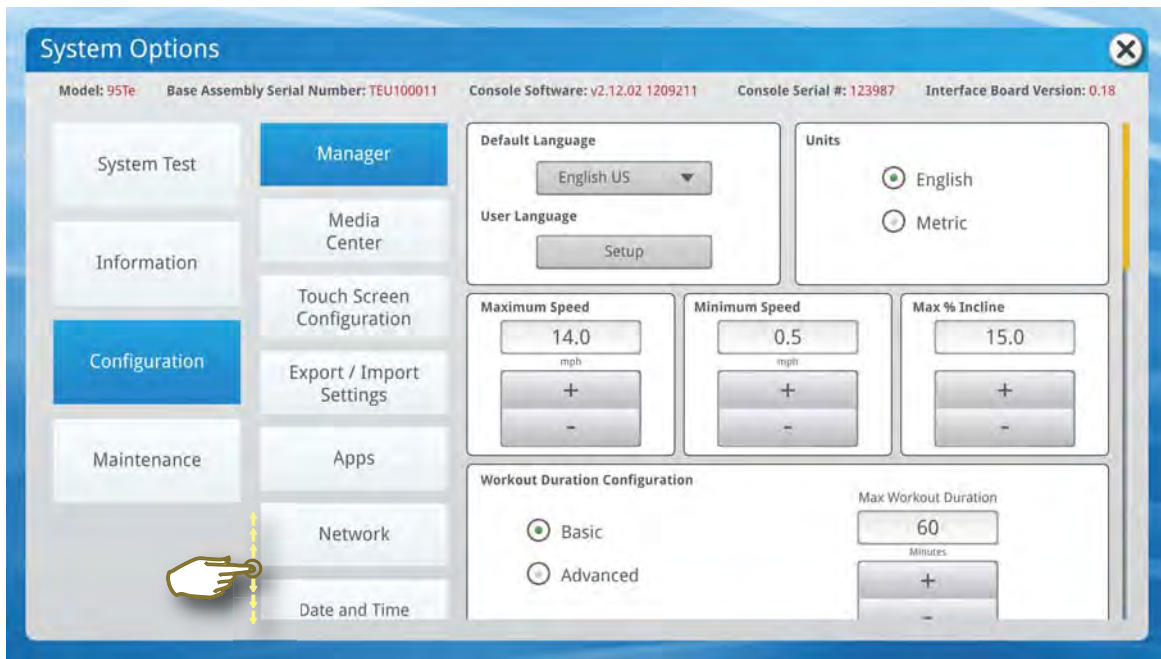 System Options
Model: 95Te Base Assembly Serial Number: TEU100011 Console Software: v2.12.02 1209211 Console Serial #: 123987 Interface Board Version: 0.18
System Test
Information
Configuration
Maintenance
Manager
Media
Center
Touch Screen
Configuration
Export / Import
Settings
Apps
Network
Date and Time
Default Language
English US
User Language
Setup
Units
English
Metric
Maximum Speed
14.0
mph
+
-
Minimum Speed
0.5
mph
+
-
Max % Incline
15.0
+
-
Workout Duration Configuration
Basic
Advanced
Max Workout Duration
60
Minutes
+
-